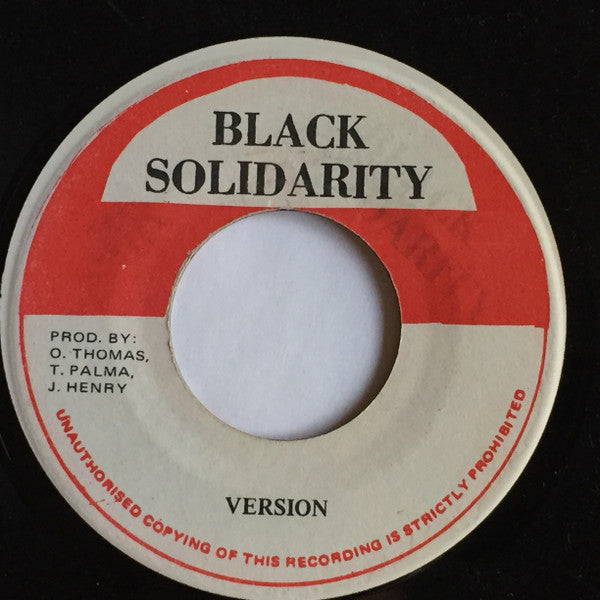 BLACK
SOLIDARITY
PROD. BY:
O. THOMAS,
T. PALMA,
J. HENRY
VERSION
UNAUTHORISED COPYING OF THIS RECORDING IS STRICTLY PROHIBITED